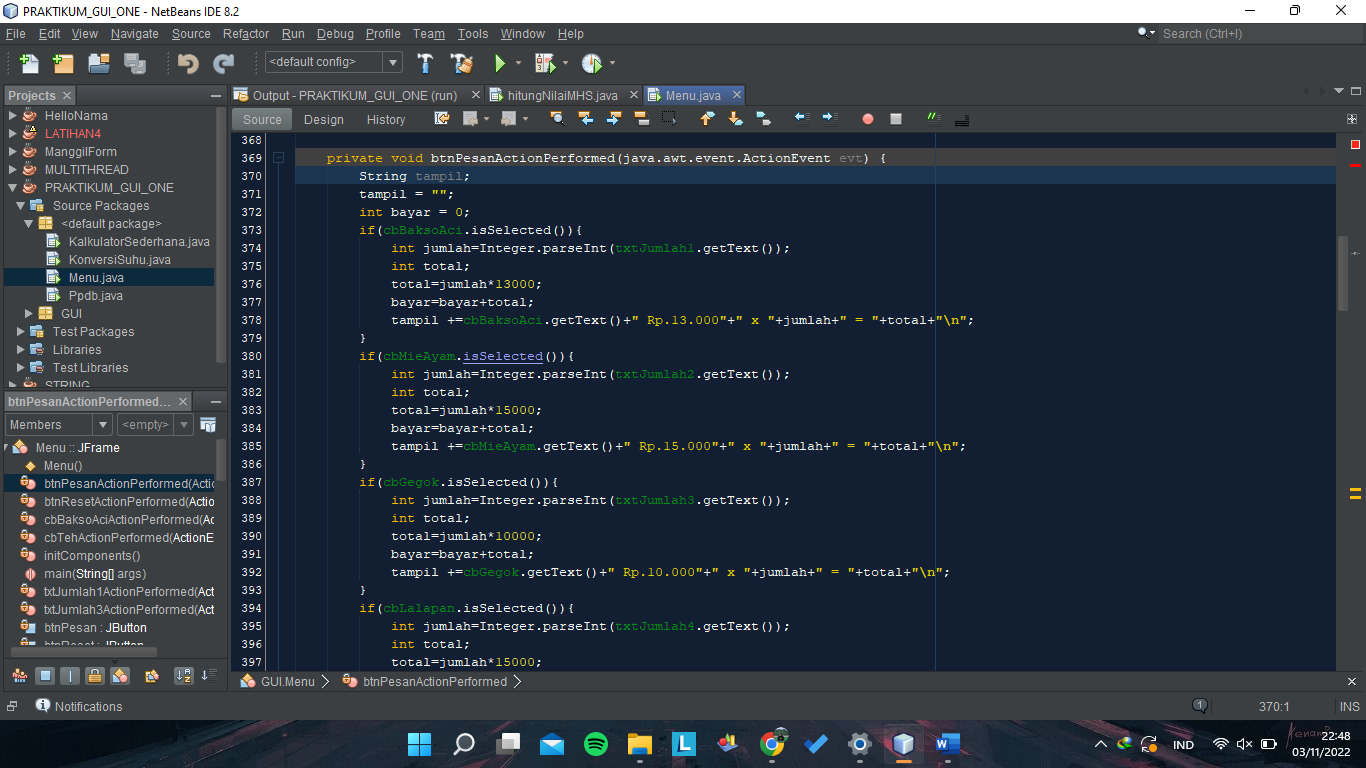 PRAKTIKUM_GUI_ONE - NetBeans IDE 8.2
File Edit View Navigate Source Refactor Run Debug Profile Team Tools Window Help
Search (Ctrl+I)
<default config>
Projects
HelloNama
LATIHAN4
ManggilForm
MULTITHREAD
PRAKTIKUM_GUI_ONE
Source Packages
<default package>
KalkulatorSederhana.java
KonversiSuhu.java
Menu.java
Ppdb.java
GUI
Test Packages
Libraries
Test Libraries
STRING
btnPesanActionPerformed...
Members
<empty>
Menu :: JFrame
Menu()
btnPesanActionPerformed(Actic
btnResetActionPerformed(Actio
cbBaksoAciActionPerformed(Ac
cbTehActionPerformed(ActionE
initComponents()
main(String[] args)
txtJumlah1ActionPerformed(Act
txtJumlah3ActionPerformed(Act
btnPesan : JButton
btnReset : JButton
Output - PRAKTIKUM_GUI_ONE (run)
hitungNilaiMHS.java
Menu.java
Source Design History
368
369 private void btnPesanActionPerformed(java.awt.event.ActionEvent evt) {
370 String tampil;
371 tampil = "";
372 int bayar = 0;
373 if(cbBaksoAci.isSelected()){
374 int jumlah=Integer.parseInt(txtJumlah1.getText());
375 int total;
376 total=jumlah*13000;
377 bayar=bayar+total;
378 tampil +=cbBaksoAci.getText()+" Rp.13.000"+" x "+jumlah+" = "+total+"\n";
379 }
380 if(cbMieAyam.isSelected()){
381 int jumlah=Integer.parseInt(txtJumlah2.getText());
382 int total;
383 total=jumlah*15000;
384 bayar=bayar+total;
385 tampil +=cbMieAyam.getText()+" Rp.15.000"+" x "+jumlah+" = "+total+"\n";
386 }
387 if(cbGegok.isSelected()){
388 int jumlah=Integer.parseInt(txtJumlah3.getText());
389 int total;
390 total=jumlah*10000;
391 bayar=bayar+total;
392 tampil +=cbGegok.getText()+" Rp.10.000"+" x "+jumlah+" = "+total+"\n";
393 }
394 if(cbLalapan.isSelected()){
395 int jumlah=Integer.parseInt(txtJumlah4.getText());
396 int total;
397 total=jumlah*15000;
GUI.Menu
btnPesanActionPerformed
Notifications
1
370:1
INS
L
W
IND
22:48
03/11/2022